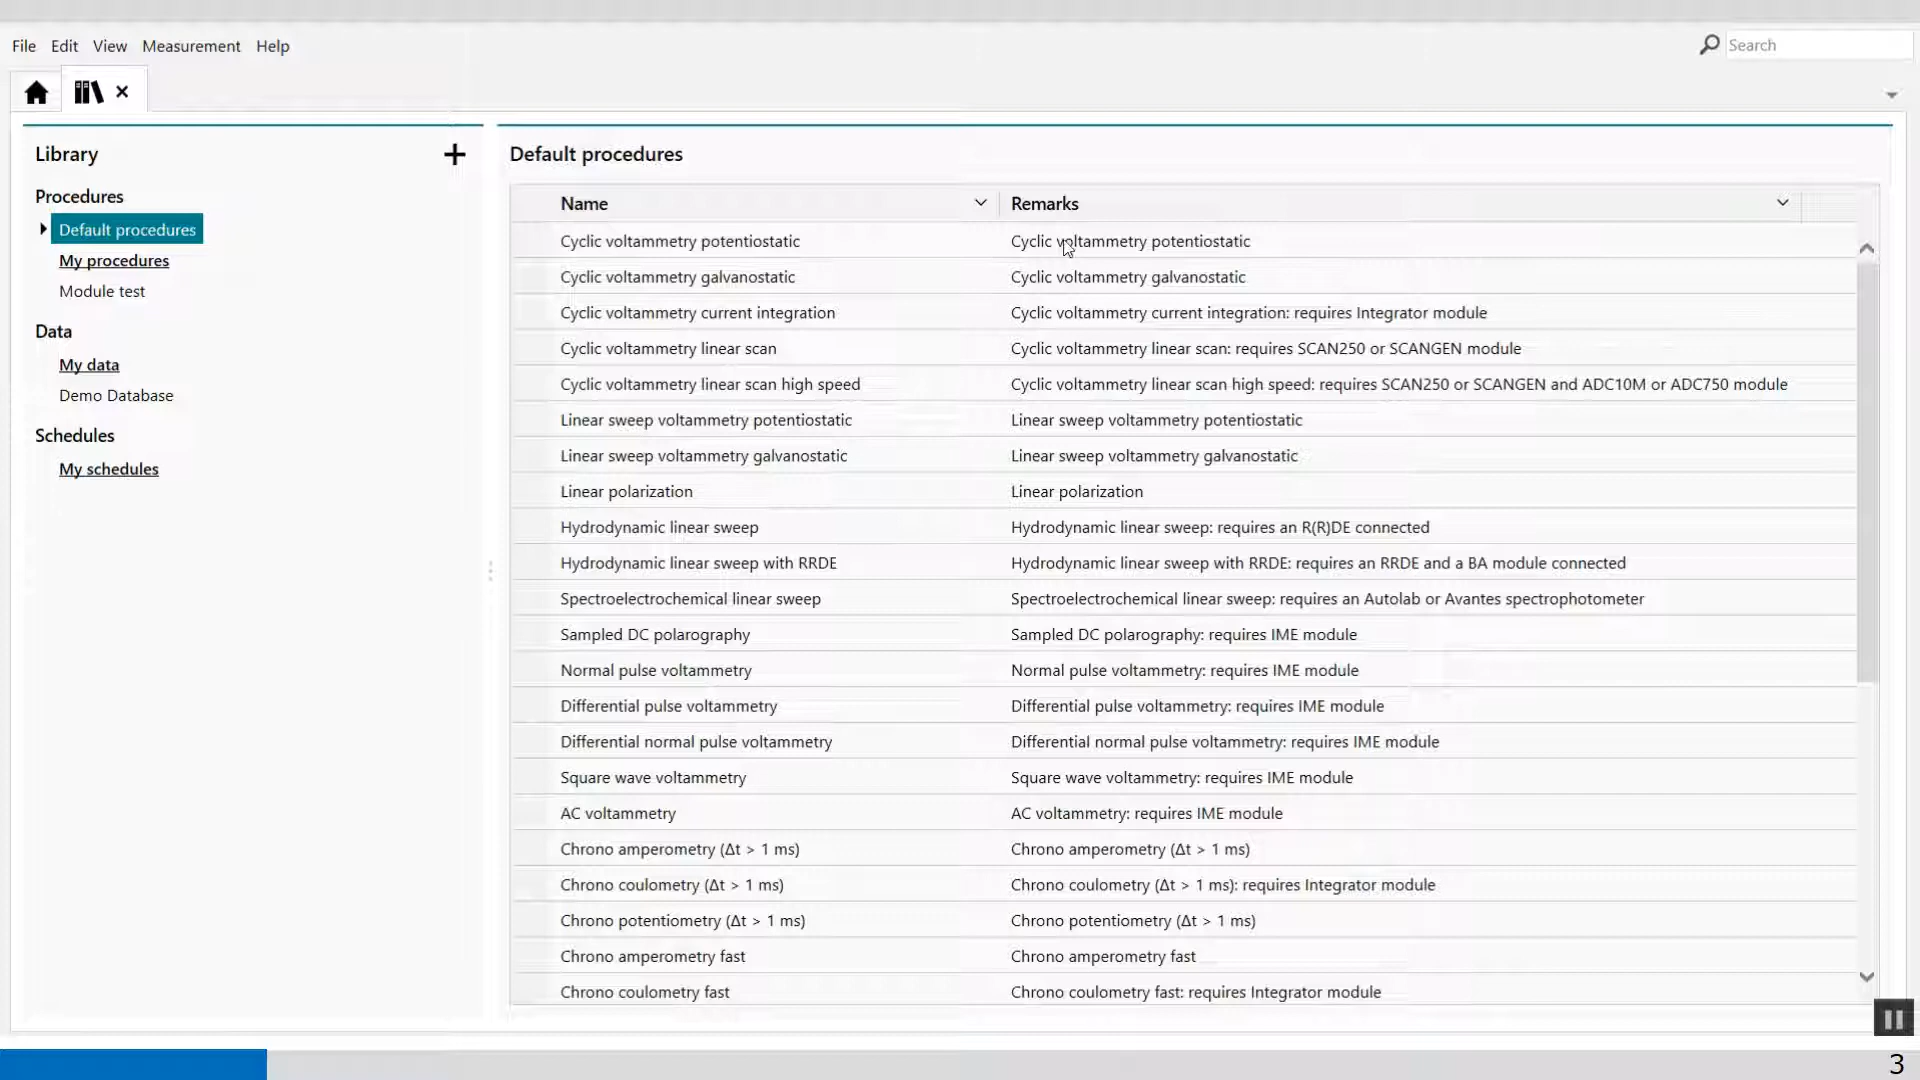 File Edit View Measurement Help
Search
Library
Procedures
Default procedures
My procedures
Module test
Data
My data
Demo Database
Schedules
My schedules
Default procedures
Name Remarks
Cyclic voltammetry potentiostatic Cyclic voltammetry potentiostatic
Cyclic voltammetry galvanostatic Cyclic voltammetry galvanostatic
Cyclic voltammetry current integration Cyclic voltammetry current integration: requires Integrator module
Cyclic voltammetry linear scan Cyclic voltammetry linear scan: requires SCAN250 or SCANGEN module
Cyclic voltammetry linear scan high speed Cyclic voltammetry linear scan high speed: requires SCAN250 or SCANGEN and ADC10M or ADC750 module
Linear sweep voltammetry potentiostatic Linear sweep voltammetry potentiostatic
Linear sweep voltammetry galvanostatic Linear sweep voltammetry galvanostatic
Linear polarization Linear polarization
Hydrodynamic linear sweep Hydrodynamic linear sweep: requires an R(R)DE connected
Hydrodynamic linear sweep with RRDE Hydrodynamic linear sweep with RRDE: requires an RRDE and a BA module connected
Spectroelectrochemical linear sweep Spectroelectrochemical linear sweep: requires an Autolab or Avantes spectrophotometer
Sampled DC polarography Sampled DC polarography: requires IME module
Normal pulse voltammetry Normal pulse voltammetry: requires IME module
Differential pulse voltammetry Differential pulse voltammetry: requires IME module
Differential normal pulse voltammetry Differential normal pulse voltammetry: requires IME module
Square wave voltammetry Square wave voltammetry: requires IME module
AC voltammetry AC voltammetry: requires IME module
Chrono amperometry (Δt > 1 ms) Chrono amperometry (Δt > 1 ms)
Chrono coulometry (Δt > 1 ms) Chrono coulometry (Δt > 1 ms): requires Integrator module
Chrono potentiometry (Δt > 1 ms) Chrono potentiometry (Δt > 1 ms)
Chrono amperometry fast Chrono amperometry fast
Chrono coulometry fast Chrono coulometry fast: requires Integrator module
3